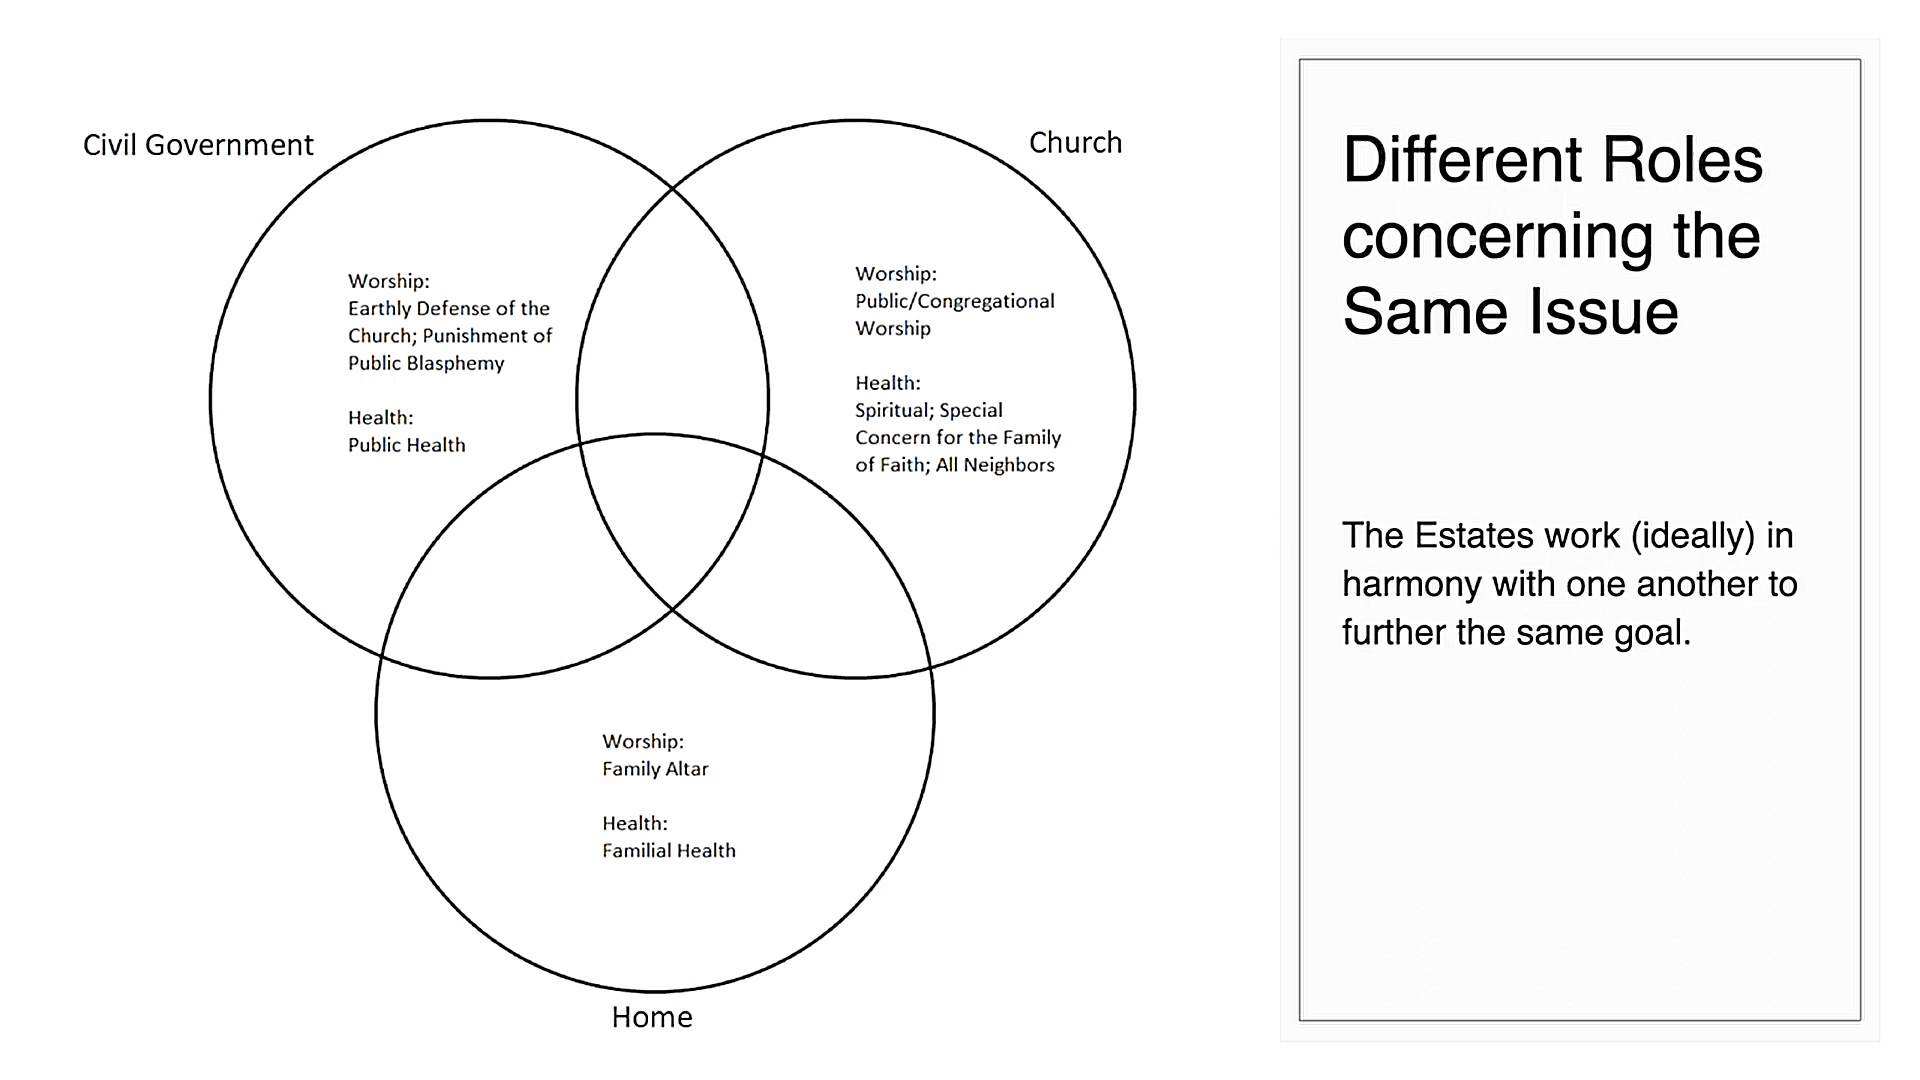 Civil Government
Church
Worship:
Earthly Defense of the
Church; Punishment of
Public Blasphemy
Health:
Public Health
Worship:
Public/Congregational
Worship
Health:
Spiritual; Special
Concern for the Family
of Faith; All Neighbors
Worship:
Family Altar
Health:
Familial Health
Home
Different Roles
concerning the
Same Issue
The Estates work (ideally) in
harmony with one another to
further the same goal.